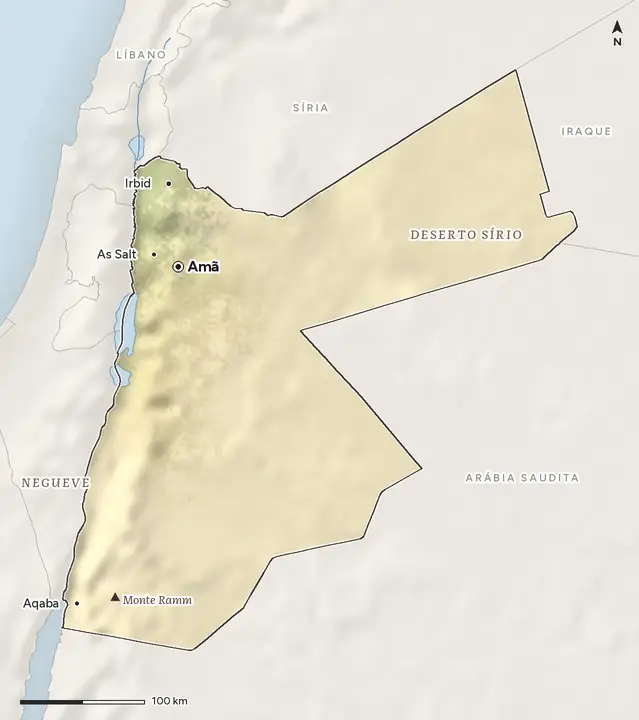 N
LÍBANO
SÍRIA
IRAQUE
Irbid
DESERTO SÍRIO
As Salt
Amã
ARÁBIA SAUDITA
NEGUEVE
Aqaba
Monte Ramm
100 km